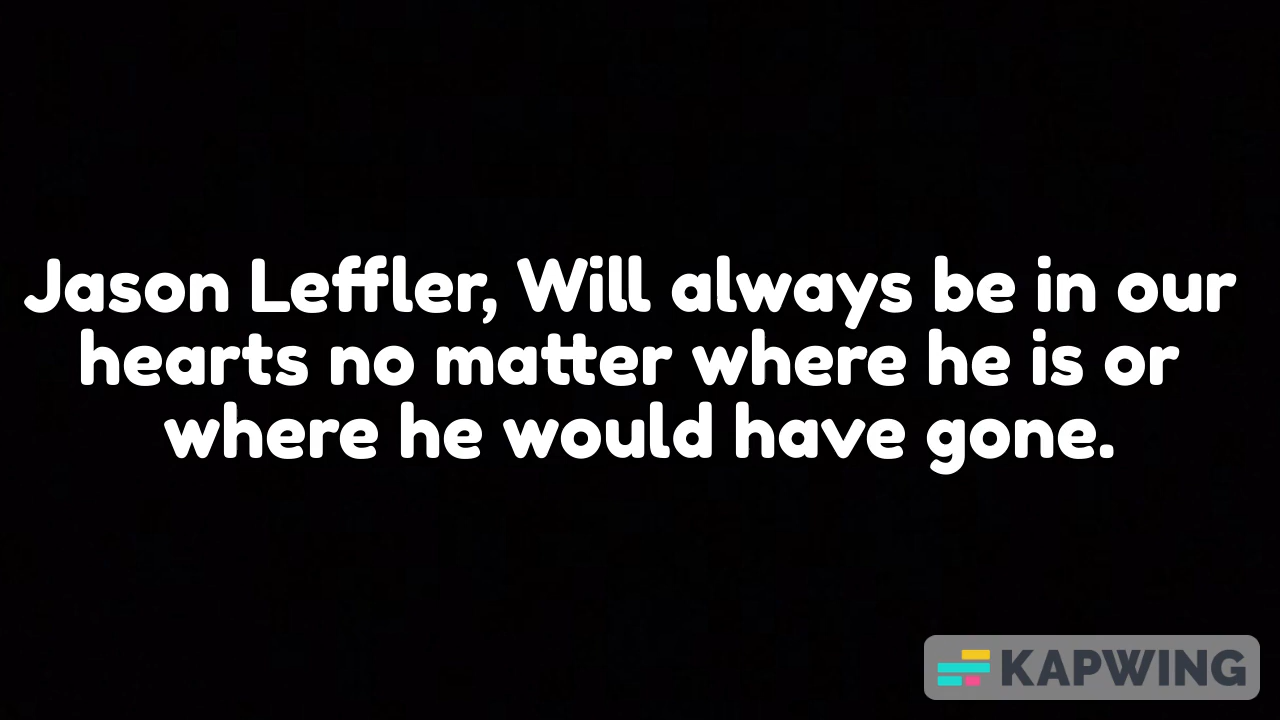 Jason Leffler, Will always be in our
hearts no matter where he is or
where he would have gone.
KAPWING